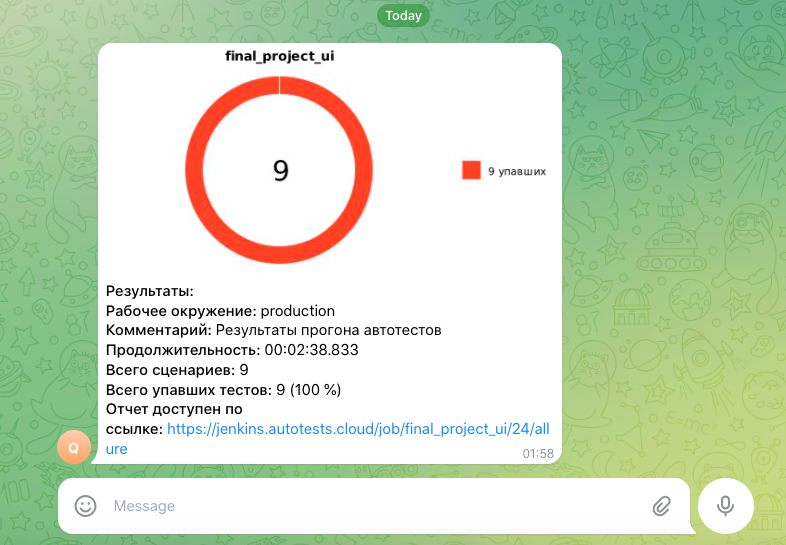 Today
final_project_ui
9
9 упавших
Результаты:
Рабочее окружение: production
Комментарий: Результаты прогона автотестов
Продолжительность: 00:02:38.833
Всего сценариев: 9
Всего упавших тестов: 9 (100 %)
Отчет доступен по
ссылке: https://jenkins.autotests.cloud/job/final_project_ui/24/all
ure
Q
01:58
Message